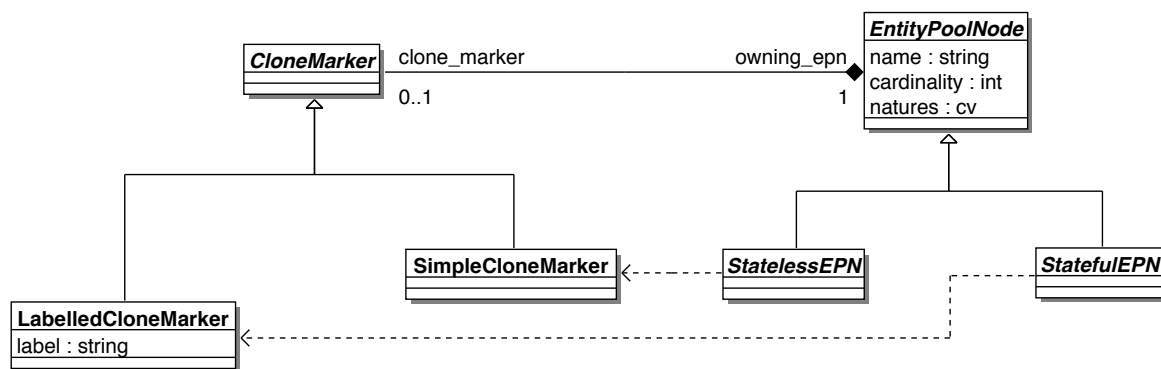 EntityPoolNode
name : string
cardinality : int
natures : cv
CloneMarker
clone_marker
owning_epn
0..1
1
SimpleCloneMarker
StatelessEPN
StatefulEPN
LabelledCloneMarker
label : string